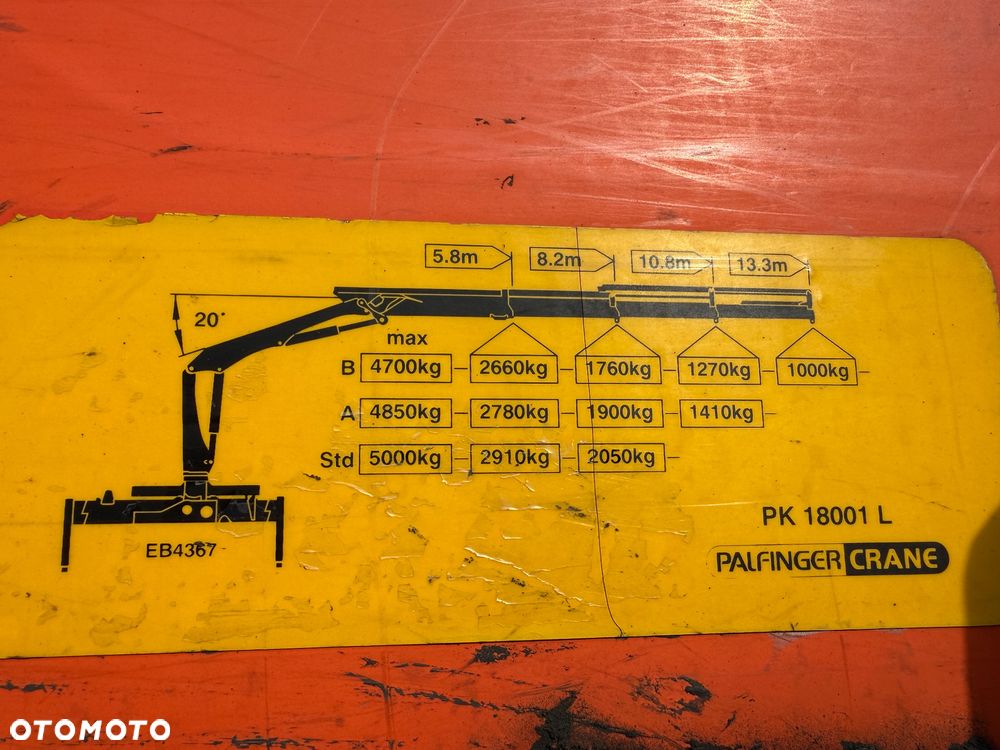 5.8m 8.2m 10.8m 13.3m
20°
max
B 4700kg 2660kg 1760kg 1270kg 1000kg
A 4850kg 2780kg 1900kg 1410kg
Std 5000kg 2910kg 2050kg
PK 18001 L
EB4367
PALFINGER CRANE
OTOMOTO